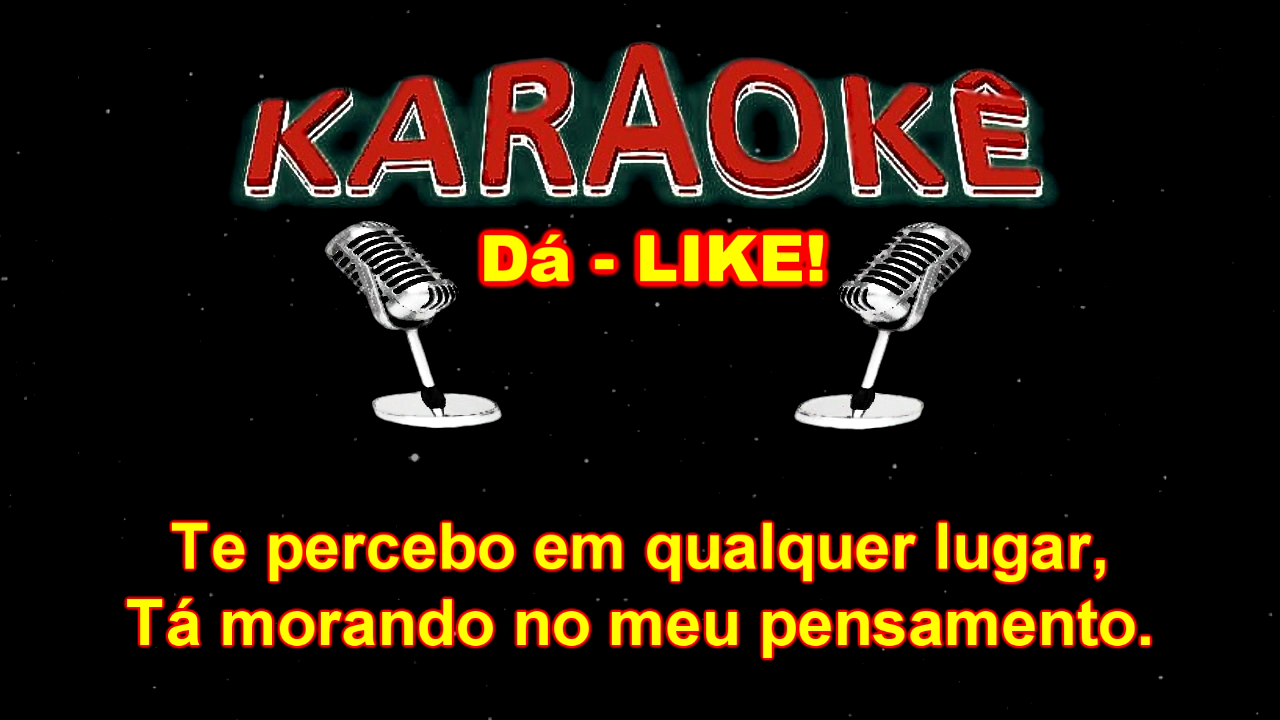 KARAOKÊ
Dá - LIKE!
Te percebo em qualquer lugar,
Tá morando no meu pensamento.